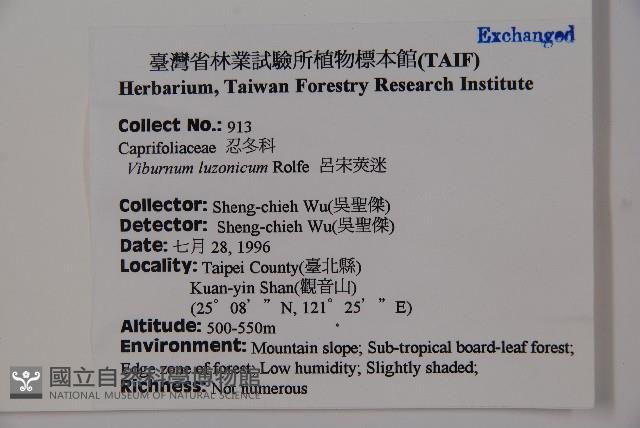 Exchanged
臺灣省林業試驗所植物標本館(TAIF)
Herbarium, Taiwan Forestry Research Institute
Collect No.: 913
Caprifoliaceae 忍冬科
Viburnum luzonicum Rolfe 呂宋莢迷
Collector: Sheng-chieh Wu(吳聖傑)
Detector: Sheng-chieh Wu(吳聖傑)
Date: 七月 28, 1996
Locality: Taipei County(臺北縣)
Kuan-yin Shan(觀音山)
(25° 08' ” N, 121° 25' ” E)
Altitude: 500-550m
Environment: Mountain slope; Sub-tropical board-leaf forest;
Edge zone of forest; Low humidity; Slightly shaded;
Richness: Not numerous
國立自然科學博物館
NATIONAL MUSEUM OF NATURAL SCIENCE